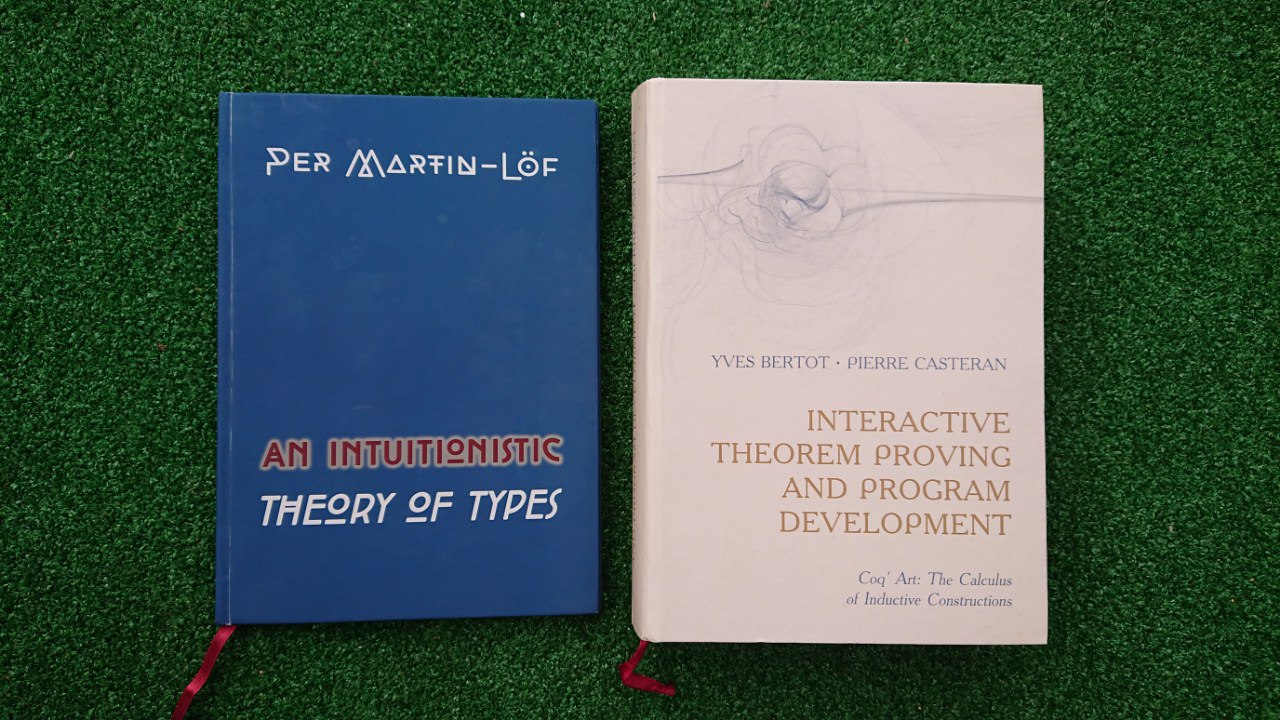 PER MARTIN-LÖF
AN INTUITIONISTIC
THEORY OF TYPES
YVES BERTOT · PIERRE CASTERAN
INTERACTIVE
THEOREM PROVING
AND PROGRAM
DEVELOPMENT
Coq' Art: The Calculus
of Inductive Constructions